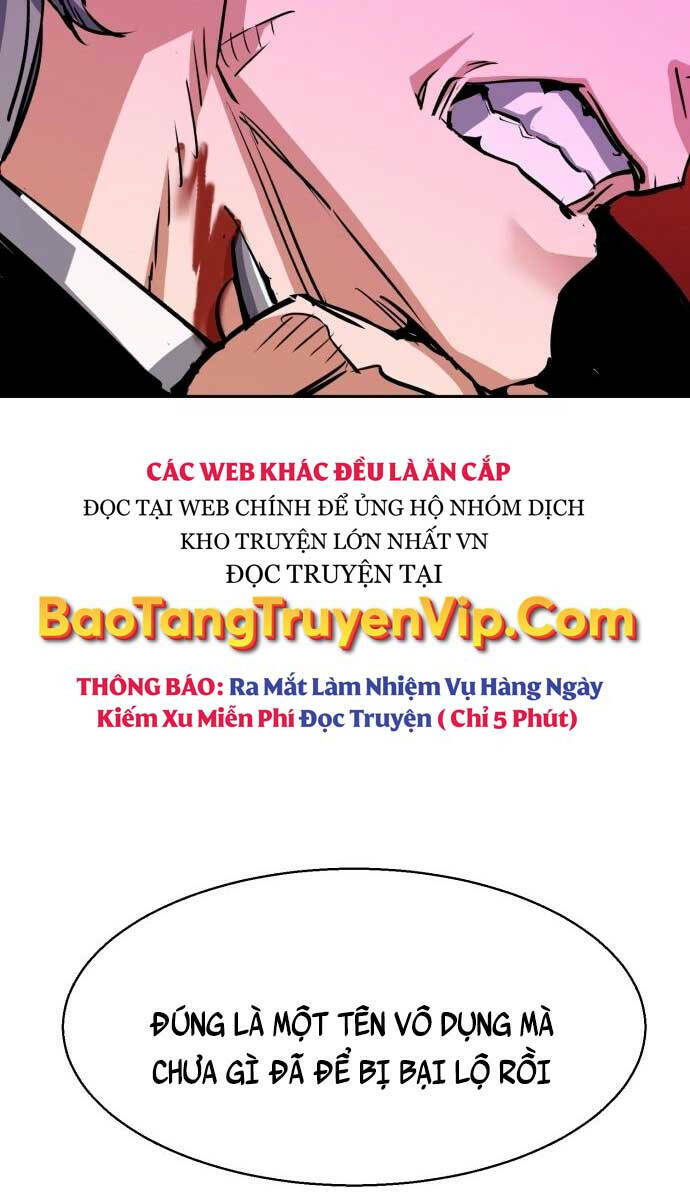 CÁC WEB KHÁC ĐỀU LÀ ĂN CẮP
ĐỌC TẠI WEB CHÍNH ĐỂ ỦNG HỘ NHÓM DỊCH
KHO TRUYỆN LỚN NHẤT VN
ĐỌC TRUYỆN TẠI
BaoTangTruyenVip.Com
THÔNG BÁO: Ra Mắt Làm Nhiệm Vụ Hàng Ngày
Kiếm Xu Miễn Phí Đọc Truyện ( Chỉ 5 Phút)
ĐÚNG LÀ MỘT TÊN VÔ DỤNG MÀ
CHƯA GÌ ĐÃ ĐỂ BỊ BẠI LỘ RỒI